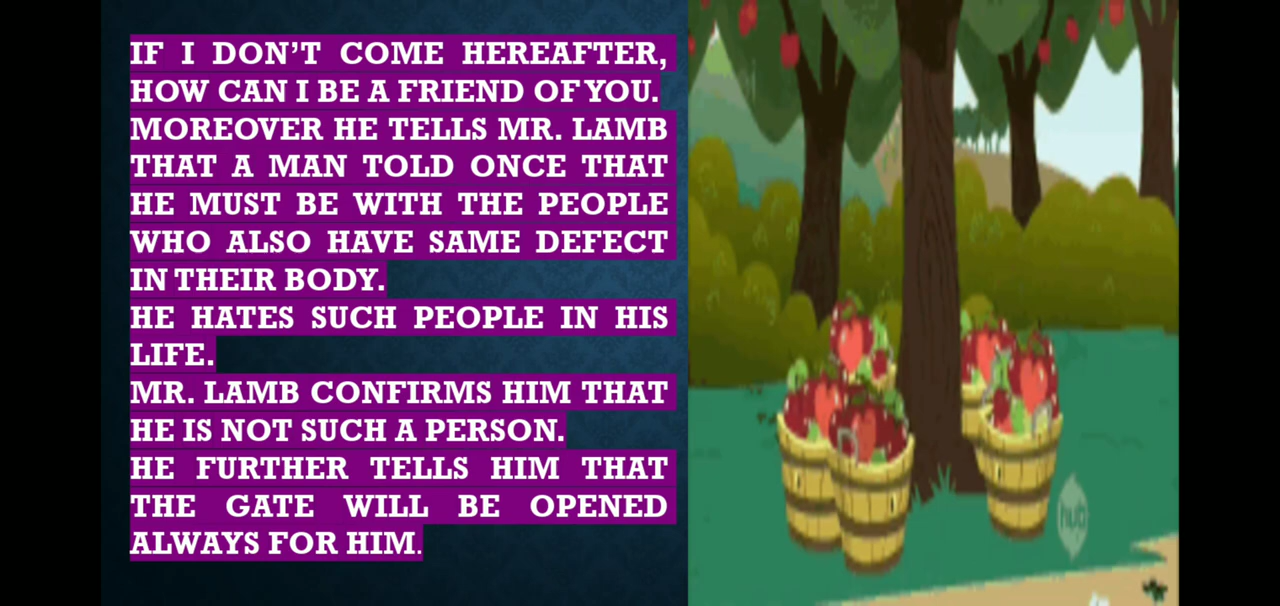 IF I DON’T COME HEREAFTER,
HOW CAN I BE A FRIEND OF YOU.
MOREOVER HE TELLS MR. LAMB
THAT A MAN TOLD ONCE THAT
HE MUST BE WITH THE PEOPLE
WHO ALSO HAVE SAME DEFECT
IN THEIR BODY.
HE HATES SUCH PEOPLE IN HIS
LIFE.
MR. LAMB CONFIRMS HIM THAT
HE IS NOT SUCH A PERSON.
HE FURTHER TELLS HIM THAT
THE GATE WILL BE OPENED
ALWAYS FOR HIM.
hub